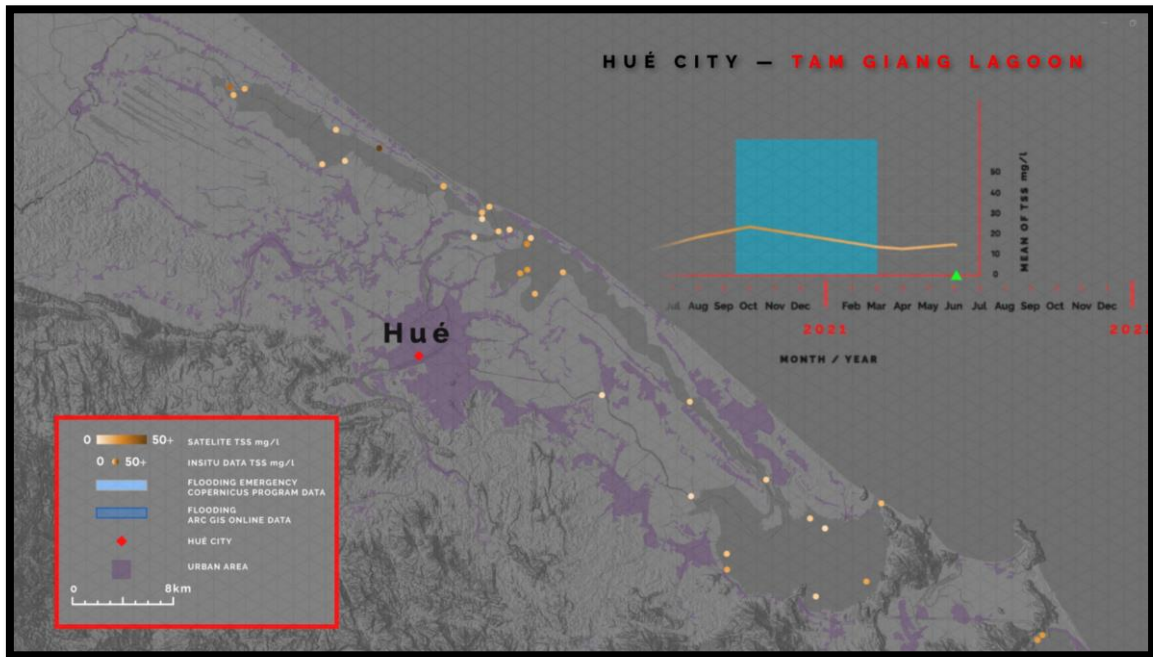 HUÉ CITY — TAM GIANG LAGOON
50
40
30
20
10
0
MEAN OF TSS mg/l
Jul Aug Sep Oct Nov Dec Feb Mar Apr May Jun Jul Aug Sep Oct Nov Dec
2021 2022
MONTH / YEAR
Hué
0 50+ SATELITE TSS mg/l
0 50+ INSITU DATA TSS mg/l
FLOODING EMERGENCY
COPERNICUS PROGRAM DATA
FLOODING
ARC GIS ONLINE DATA
HUÉ CITY
URBAN AREA
0 8km